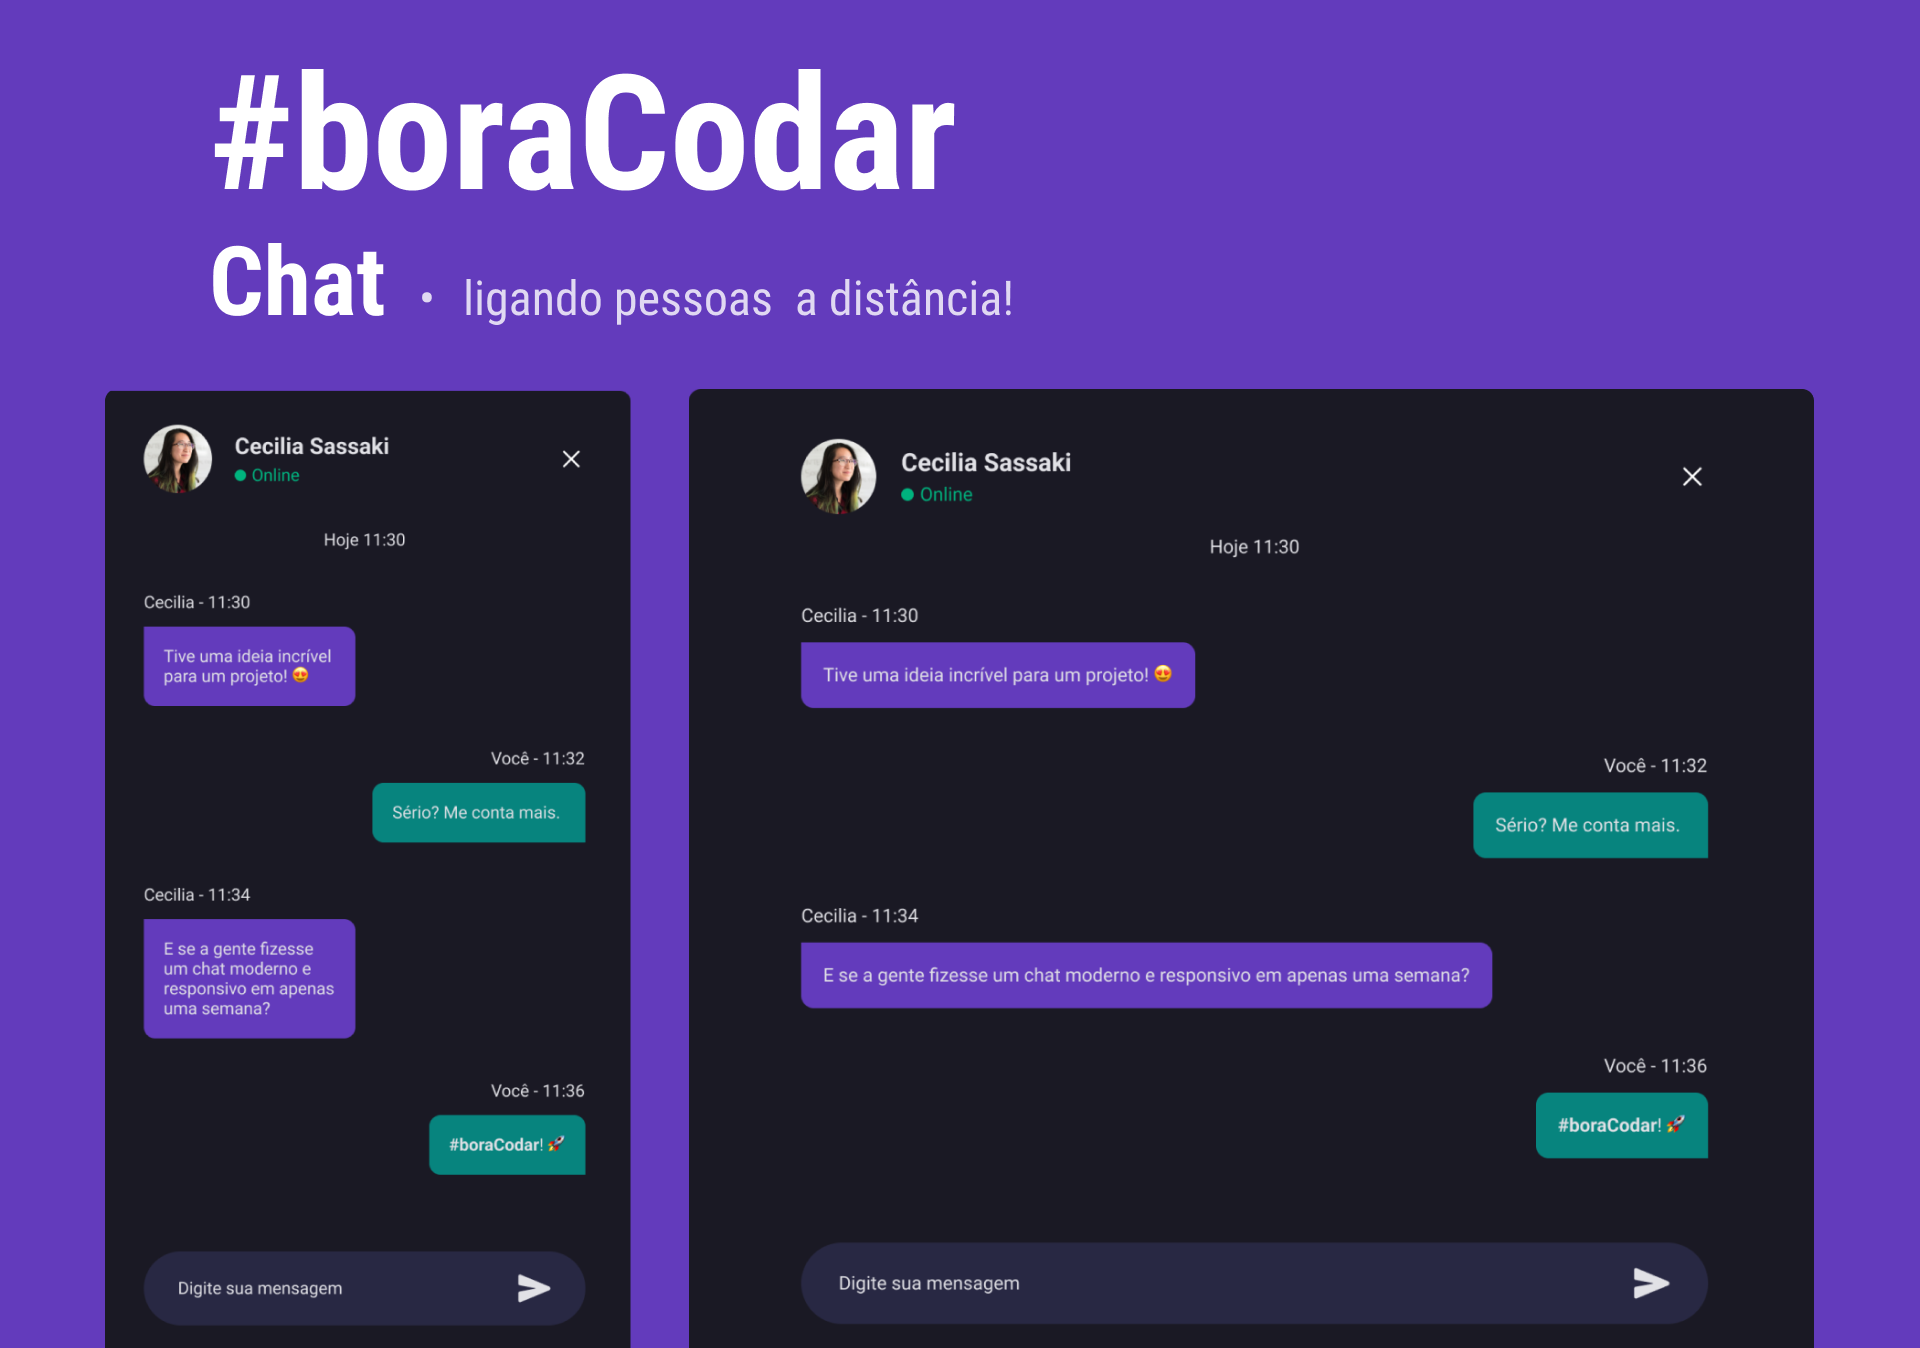 #boraCodar
Chat • ligando pessoas a distância!
Cecilia Sassaki
Online
Hoje 11:30
Cecilia - 11:30
Tive uma ideia incrível
para um projeto! 😍
Você - 11:32
Sério? Me conta mais.
Cecilia - 11:34
E se a gente fizesse
um chat moderno e
responsivo em apenas
uma semana?
Você - 11:36
#boraCodar! 🚀
Digite sua mensagem
Cecilia Sassaki
Online
Hoje 11:30
Cecilia - 11:30
Tive uma ideia incrível para um projeto! 😍
Você - 11:32
Sério? Me conta mais.
Cecilia - 11:34
E se a gente fizesse um chat moderno e responsivo em apenas uma semana?
Você - 11:36
#boraCodar! 🚀
Digite sua mensagem